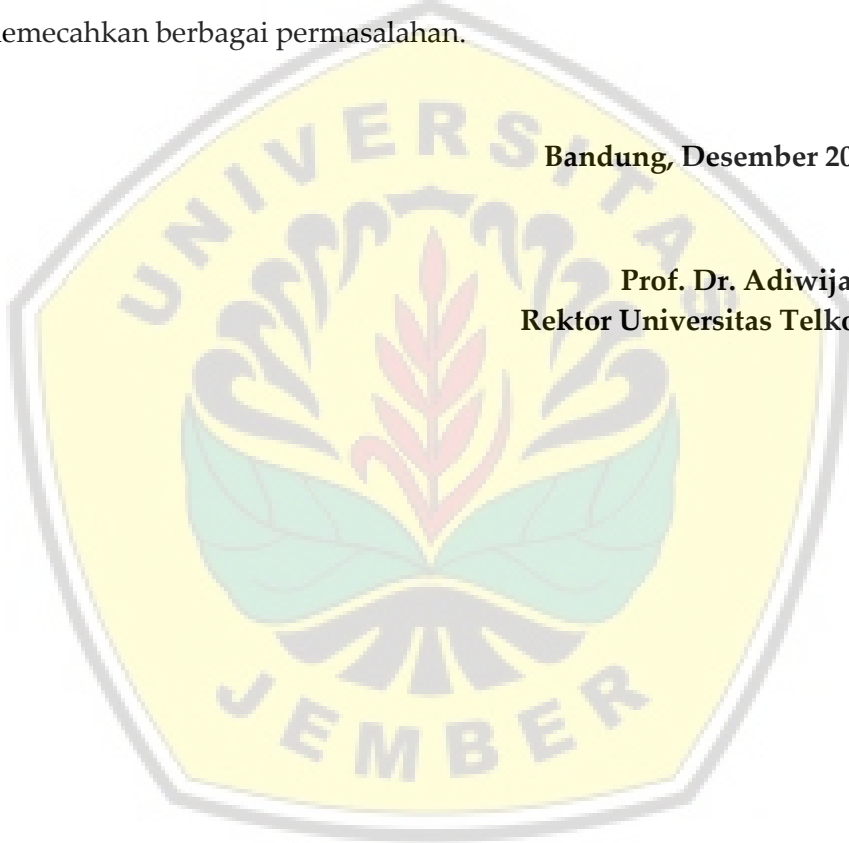 emecahkan berbagai permasalahan.
Bandung, Desember 20
Prof. Dr. Adiwija
Rektor Universitas Telko
UNIVERSITAS
JEMBER